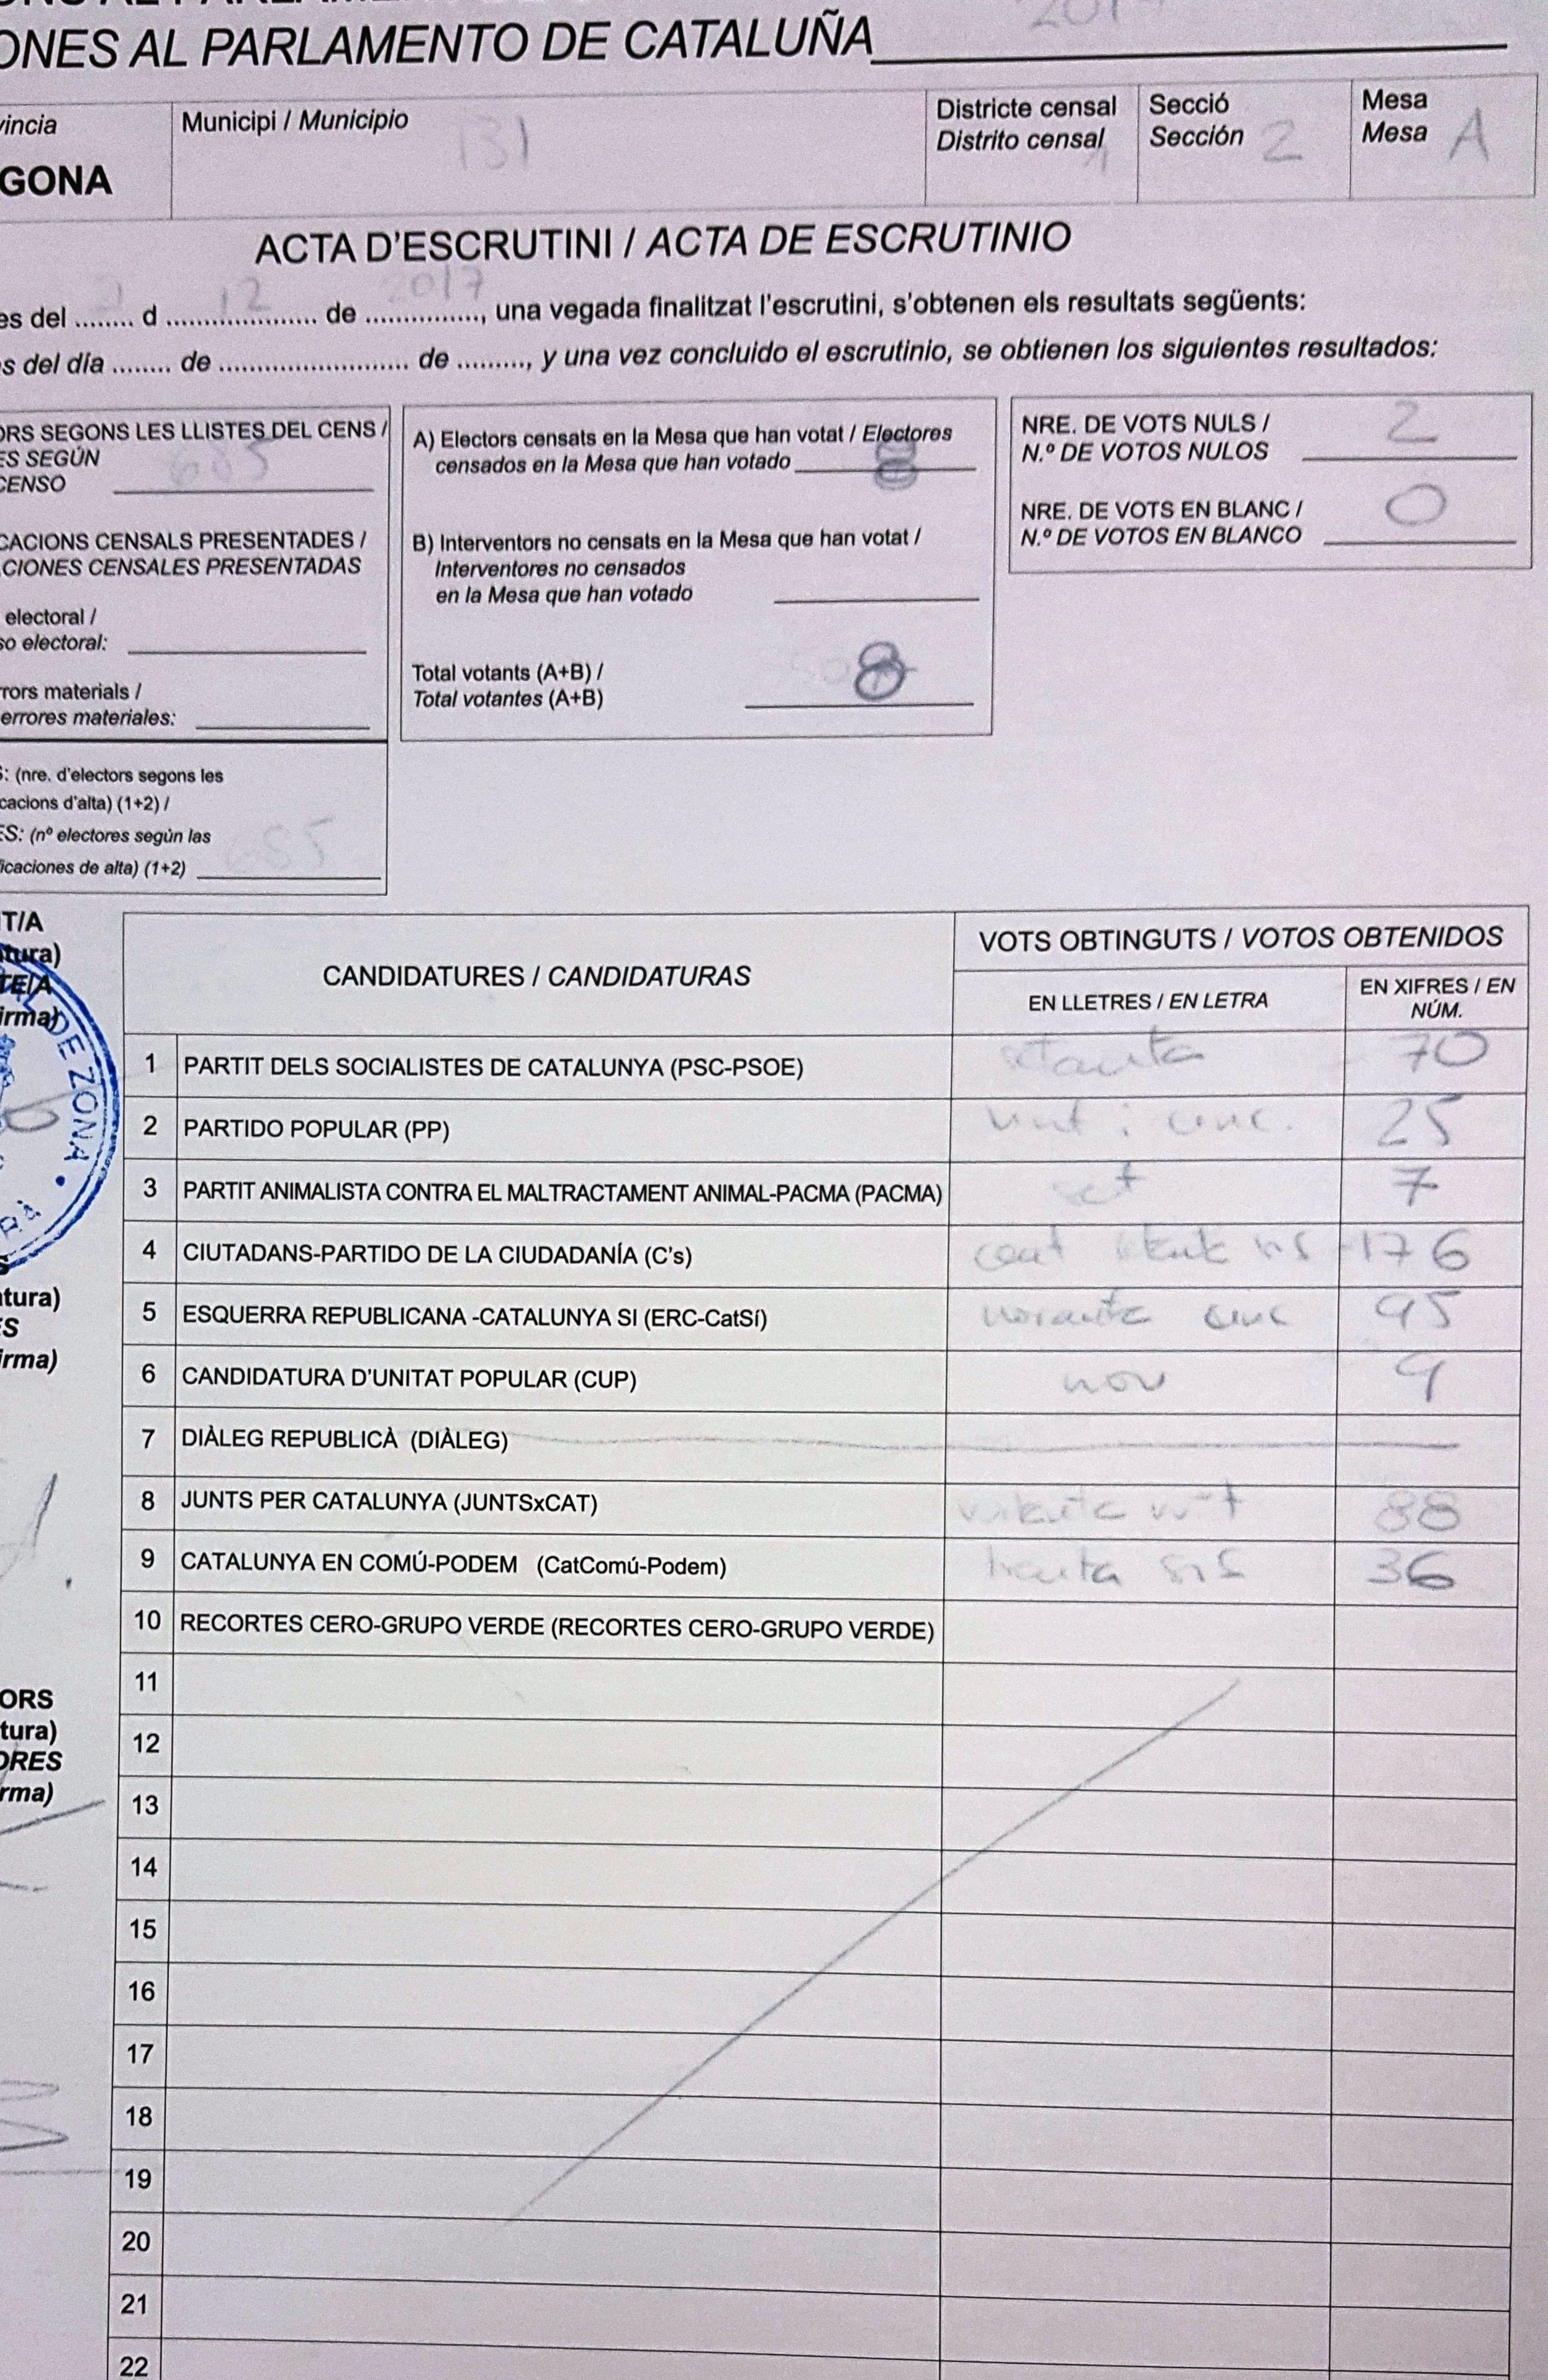 ONES AL PARLAMENTO DE CATALUÑA
vincia
GONA
Municipi / Municipio
131
Districte censal
Distrito censal
1
Secció
Sección 2
Mesa
Mesa A
ACTA D'ESCRUTINI / ACTA DE ESCRUTINIO
es del ........ d 12 de 2017, una vegada finalitzat l'escrutini, s'obtenen els resultats següents:
s del día ........ de .......................... de ........., y una vez concluido el escrutinio, se obtienen los siguientes resultados:
ORS SEGONS LES LLISTES DEL CENS /
ES SEGÚN
CENSO
CACIONS CENSALS PRESENTADES /
CIONES CENSALES PRESENTADAS
electoral /
so electoral:
rrors materials /
errores materiales:
S: (nre. d'electors segons les
cacions d'alta) (1+2) /
ES: (nº electores según las
ficaciones de alta) (1+2)
A) Electors censats en la Mesa que han votat / Electores
censados en la Mesa que han votado
B) Interventors no censats en la Mesa que han votat /
Interventores no censados
en la Mesa que han votado
Total votants (A+B) /
Total votantes (A+B)
8
NRE. DE VOTS NULS /
N.º DE VOTOS NULOS 2
NRE. DE VOTS EN BLANC /
N.º DE VOTOS EN BLANCO 0
T/A
tura)
TE/A
irma)
DE ZONA
tura)
ES
irma)
ORS
tura)
ORES
rma)
CANDIDATURES / CANDIDATURAS
VOTS OBTINGUTS / VOTOS OBTENIDOS
EN LLETRES / EN LETRA
EN XIFRES / EN
NÚM.
1 PARTIT DELS SOCIALISTES DE CATALUNYA (PSC-PSOE) setanta 70
2 PARTIDO POPULAR (PP) vint i cinc. 25
3 PARTIT ANIMALISTA CONTRA EL MALTRACTAMENT ANIMAL-PACMA (PACMA) set 7
4 CIUTADANS-PARTIDO DE LA CIUDADANÍA (C's) cent setanta sis 176
5 ESQUERRA REPUBLICANA -CATALUNYA SI (ERC-CatSí) noranta cinc 95
6 CANDIDATURA D'UNITAT POPULAR (CUP) nou 9
7 DIÀLEG REPUBLICÀ (DIÀLEG)
8 JUNTS PER CATALUNYA (JUNTSxCAT) vuitanta vuit 88
9 CATALUNYA EN COMÚ-PODEM (CatComú-Podem) trenta sis 36
10 RECORTES CERO-GRUPO VERDE (RECORTES CERO-GRUPO VERDE)
11
12
13
14
15
16
17
18
19
20
21
22